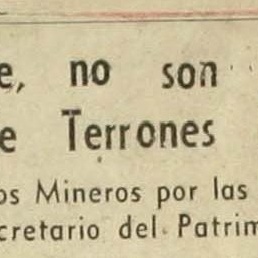 e, no son
e Terrones
os Mineros por las
cretario del Patrim